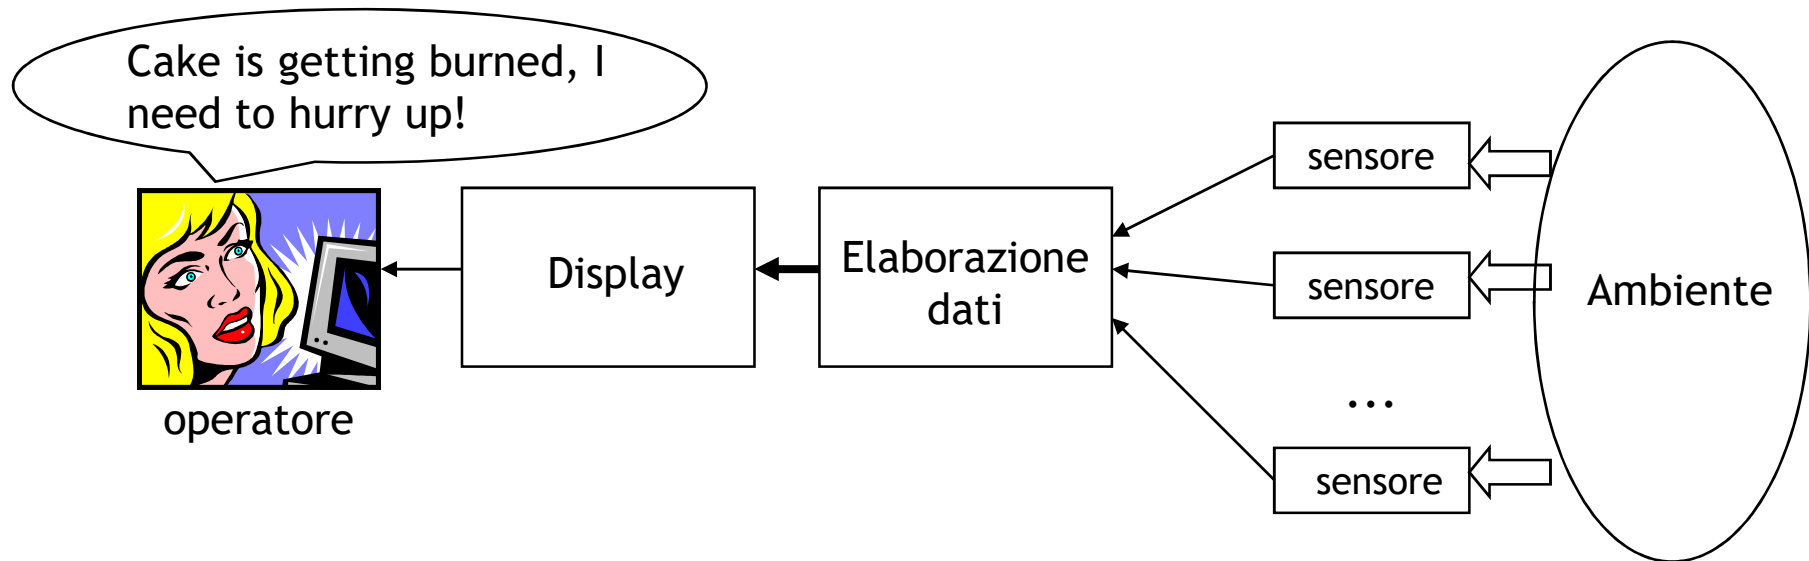 Cake is getting burned, I
need to hurry up!
operatore
Display
Elaborazione
dati
sensore
sensore
...
sensore
Ambiente